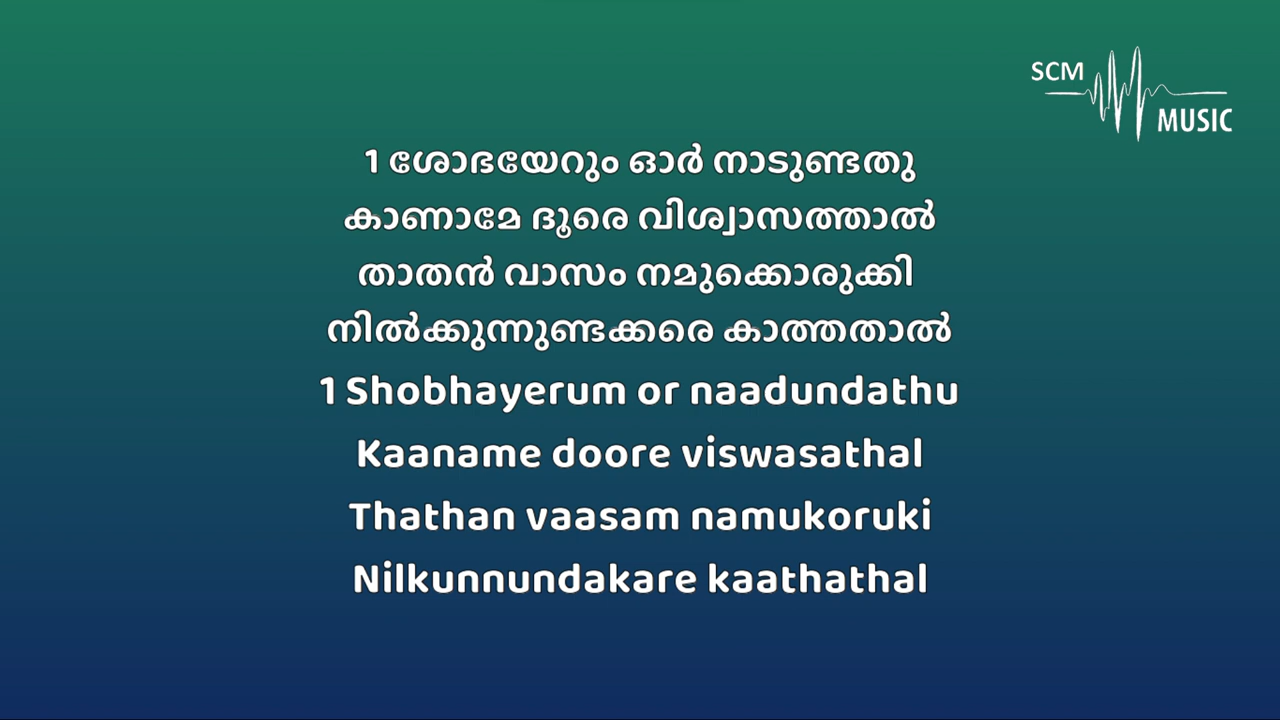 SCM
MUSIC
1 ശോഭയേറും ഓർ നാടുണ്ടതു
കാണാമേ ദൂരെ വിശ്വാസത്താൽ
താതൻ വാസം നമുക്കൊരുക്കി
നിൽക്കുന്നുണ്ടക്കരെ കാത്തതാൽ
1 Shobhayerum or naadundathu
Kaaname doore viswasathal
Thathan vaasam namukoruki
Nilkunnundakare kaathathal